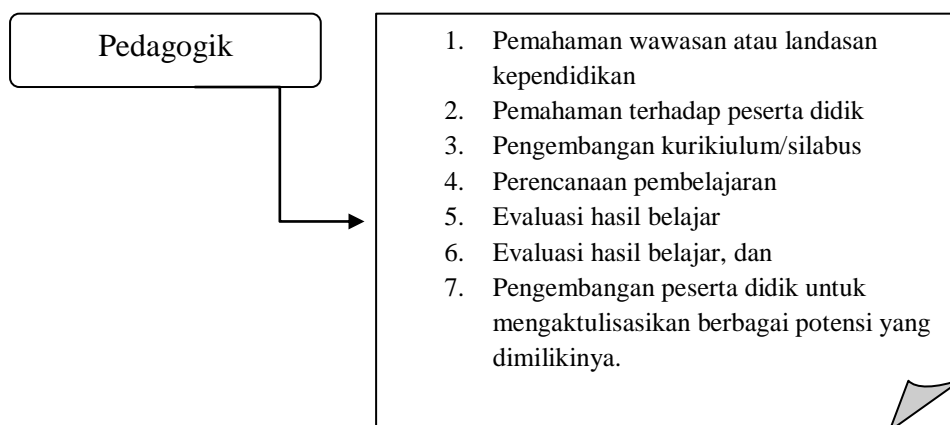 Pedagogik
1. Pemahaman wawasan atau landasan
kependidikan
2. Pemahaman terhadap peserta didik
3. Pengembangan kurikiulum/silabus
4. Perencanaan pembelajaran
5. Evaluasi hasil belajar
6. Evaluasi hasil belajar, dan
7. Pengembangan peserta didik untuk
mengaktulisasikan berbagai potensi yang
dimilikinya.